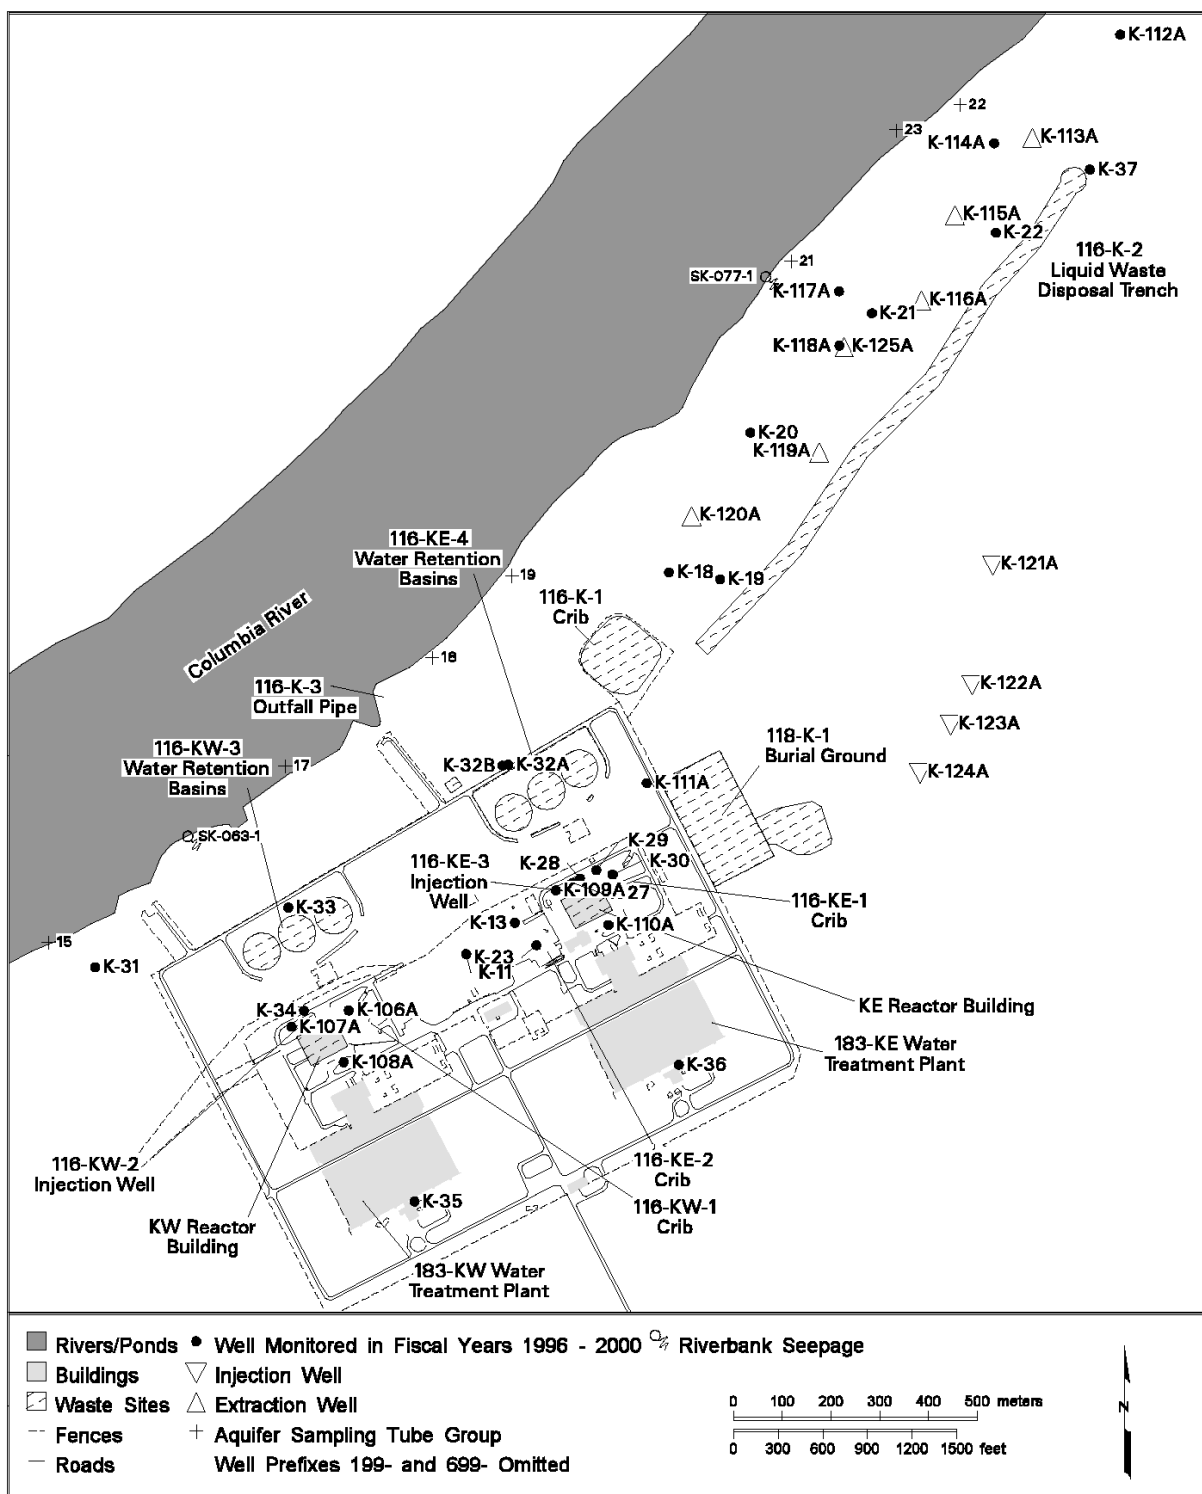 K-112A
22
23
K-114A
K-113A
K-37
K-115A
K-22
116-K-2
Liquid Waste
Disposal Trench
21
SK-077-1
K-117A
K-116A
K-21
K-118A
K-125A
K-20
K-119A
K-120A
116-KE-4
Water Retention
Basins
19
K-18
K-19
K-121A
116-K-1
Crib
Columbia River
18
116-K-3
Outfall Pipe
K-122A
K-123A
118-K-1
Burial Ground
116-KW-3
Water Retention
Basins
17
K-32B
K-32A
K-124A
K-111A
SK-063-1
K-29
K-28
K-30
116-KE-3
Injection
Well
K-109A
27
116-KE-1
Crib
K-33
K-13
K-110A
15
K-31
K-23
K-11
KE Reactor Building
K-34
K-106A
K-107A
183-KE Water
Treatment Plant
K-108A
K-36
116-KW-2
Injection Well
116-KE-2
Crib
K-35
116-KW-1
Crib
KW Reactor
Building
183-KW Water
Treatment Plant
Rivers/Ponds
Well Monitored in Fiscal Years 1996 - 2000
Riverbank Seepage
Buildings
Injection Well
Waste Sites
Extraction Well
0 100 200 300 400 500 meters
Fences
Aquifer Sampling Tube Group
N
0 300 600 900 1200 1500 feet
Roads
Well Prefixes 199- and 699- Omitted